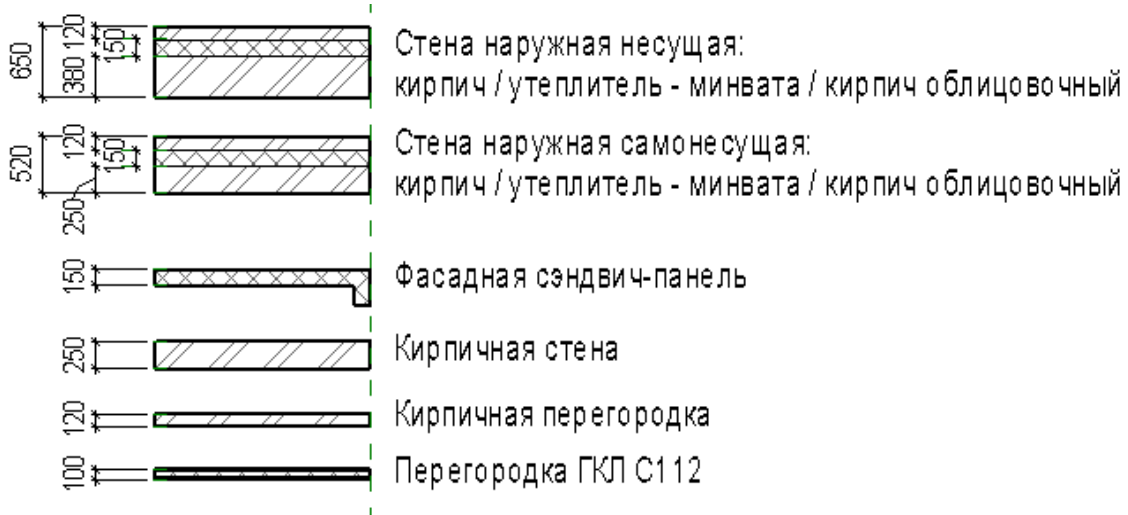 650
120
150
380
Стена наружная несущая:
кирпич / утеплитель - минвата / кирпич облицовочный
520
120
150
250
Стена наружная самонесущая:
кирпич / утеплитель - минвата / кирпич облицовочный
150
Фасадная сэндвич-панель
250
Кирпичная стена
120
Кирпичная перегородка
100
Перегородка ГКЛ С112